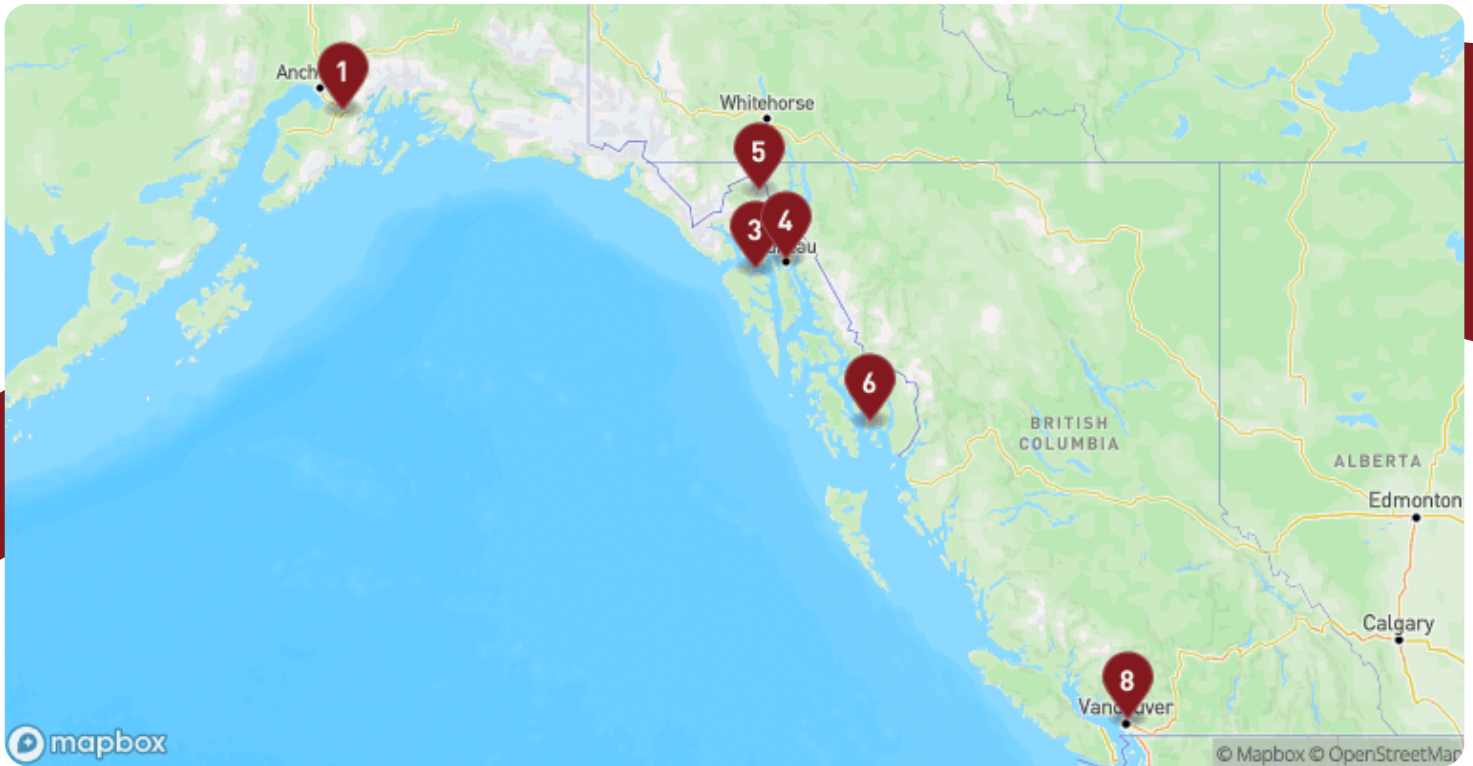 Anch
1
Whitehorse
5
3
4
au
6
BRITISH
COLUMBIA
ALBERTA
Edmonton
Calgary
8
Vancouver
mapbox
© Mapbox © OpenStreetMap